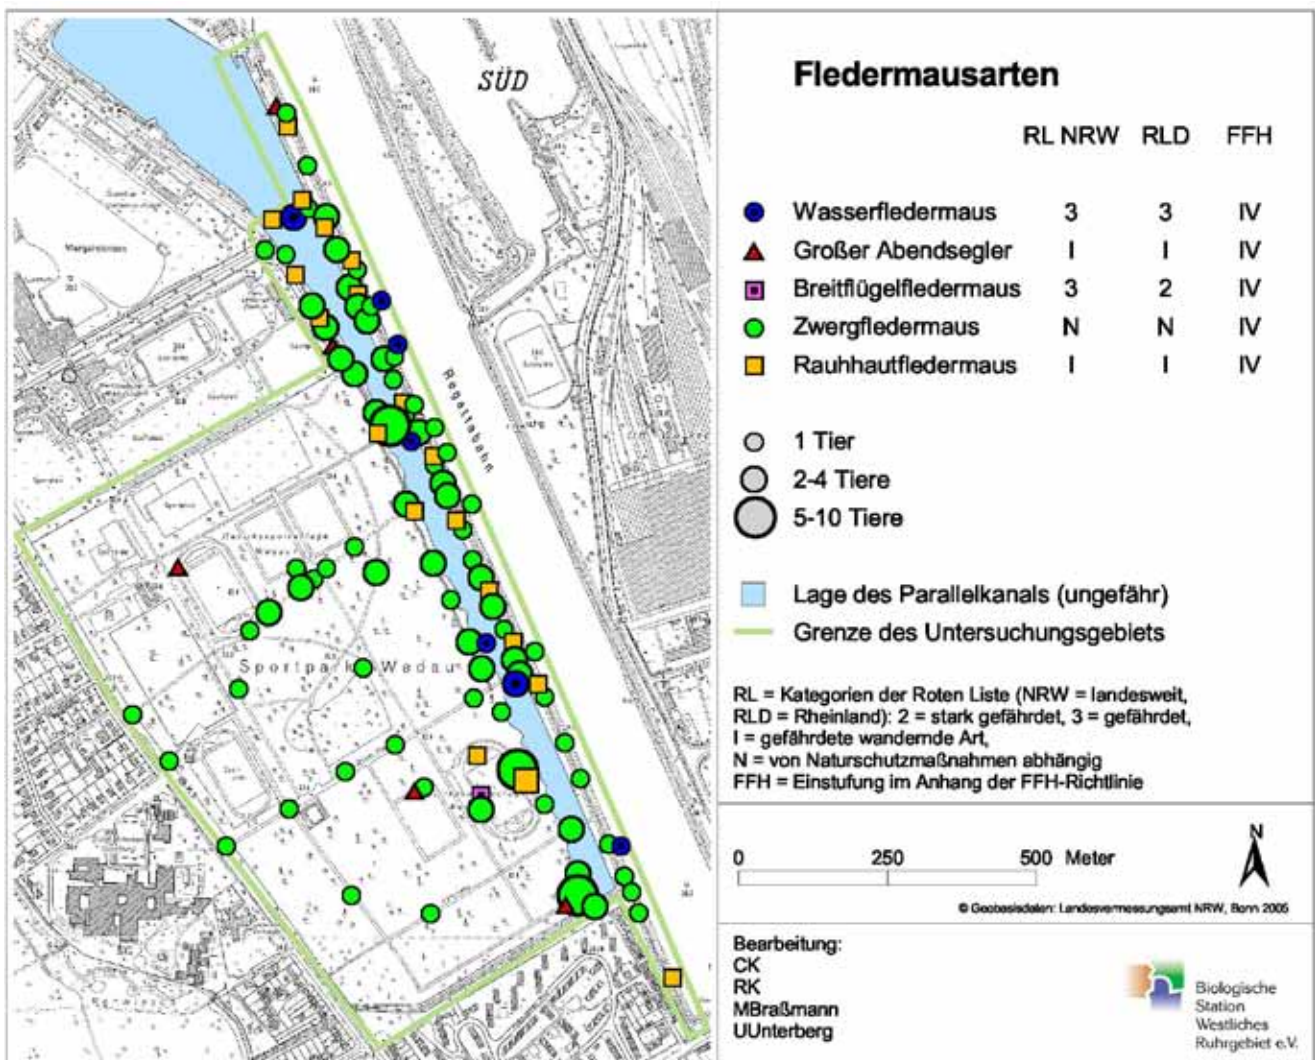 SÜD
Regattabahn
Sportpark Wedau
Fledermausarten
RL NRW RLD FFH
Wasserfledermaus 3 3 IV
Großer Abendsegler I I IV
Breitflügelfledermaus 3 2 IV
Zwergfledermaus N N IV
Rauhhautfledermaus I I IV
1 Tier
2-4 Tiere
5-10 Tiere
Lage des Parallelkanals (ungefähr)
Grenze des Untersuchungsgebiets
RL = Kategorien der Roten Liste (NRW = landesweit,
RLD = Rheinland): 2 = stark gefährdet, 3 = gefährdet,
I = gefährdete wandernde Art,
N = von Naturschutzmaßnahmen abhängig
FFH = Einstufung im Anhang der FFH-Richtlinie
N
0 250 500 Meter
© Geobasisdaten: Landesvermessungsamt NRW, Bonn 2005
Bearbeitung:
CK
RK
MBraßmann
UUnterberg
Biologische
Station
Westliches
Ruhrgebiet e.V.